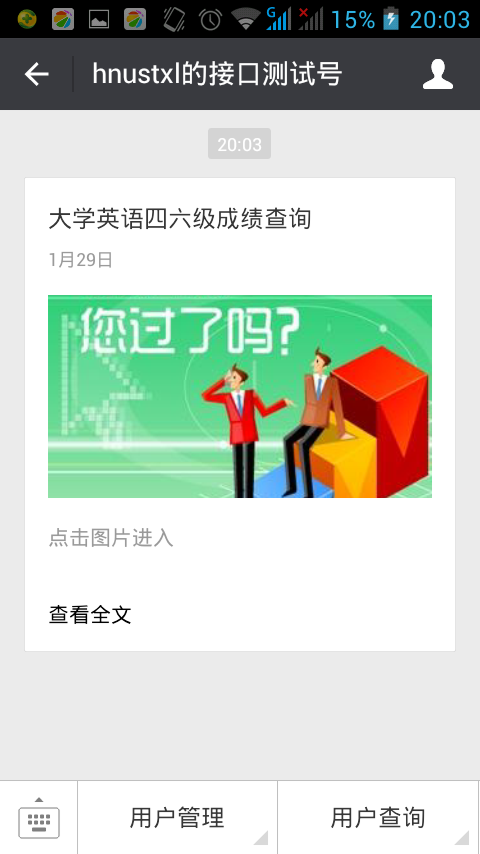 G 15% 20:03
hnustxl的接口测试号
20:03
大学英语四六级成绩查询
1月29日
您过了吗?
点击图片进入
查看全文
用户管理
用户查询